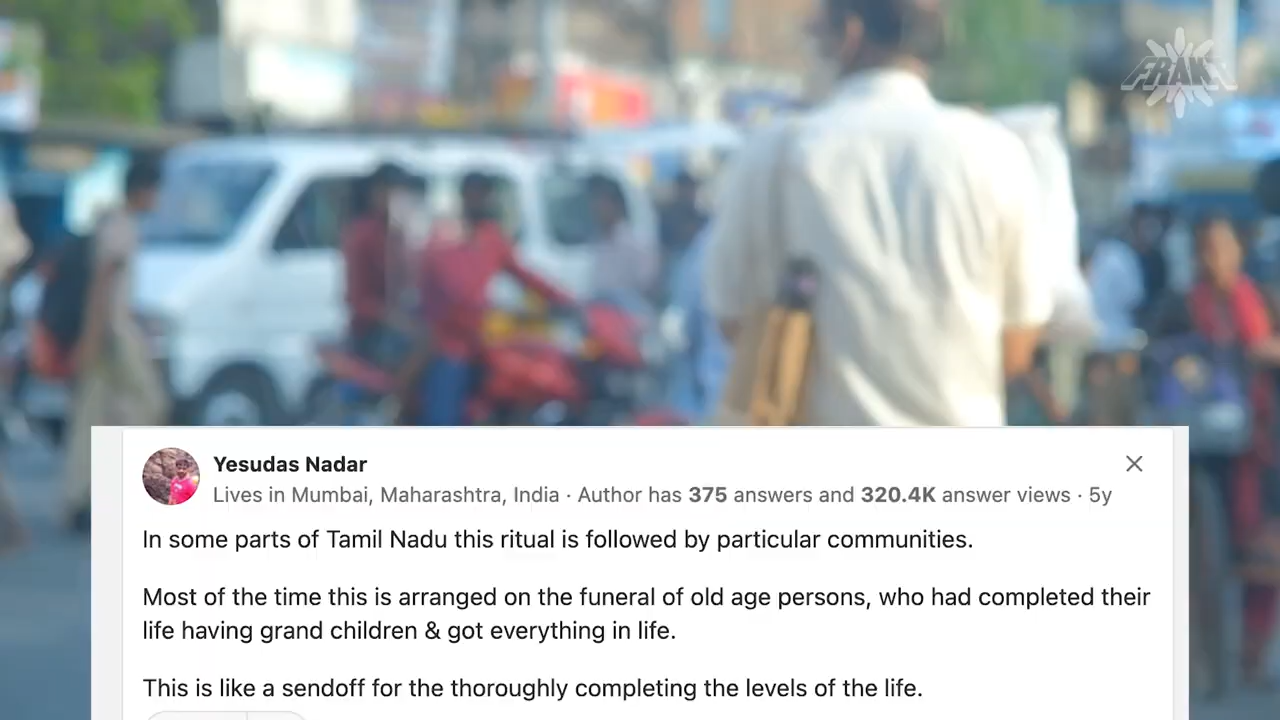 FRAKT
Yesudas Nadar
Lives in Mumbai, Maharashtra, India · Author has 375 answers and 320.4K answer views · 5y
In some parts of Tamil Nadu this ritual is followed by particular communities.
Most of the time this is arranged on the funeral of old age persons, who had completed their
life having grand children & got everything in life.
This is like a sendoff for the thoroughly completing the levels of the life.